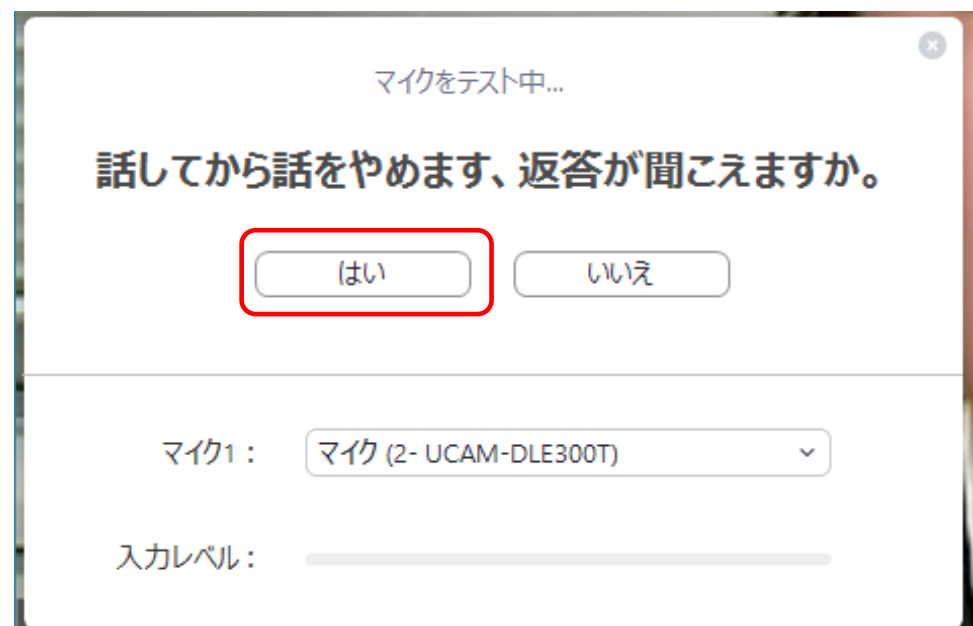 マイクをテスト中...
話してから話をやめます、返答が聞こえますか。
はい いいえ
マイク1： マイク (2- UCAM-DLE300T)
入力レベル：